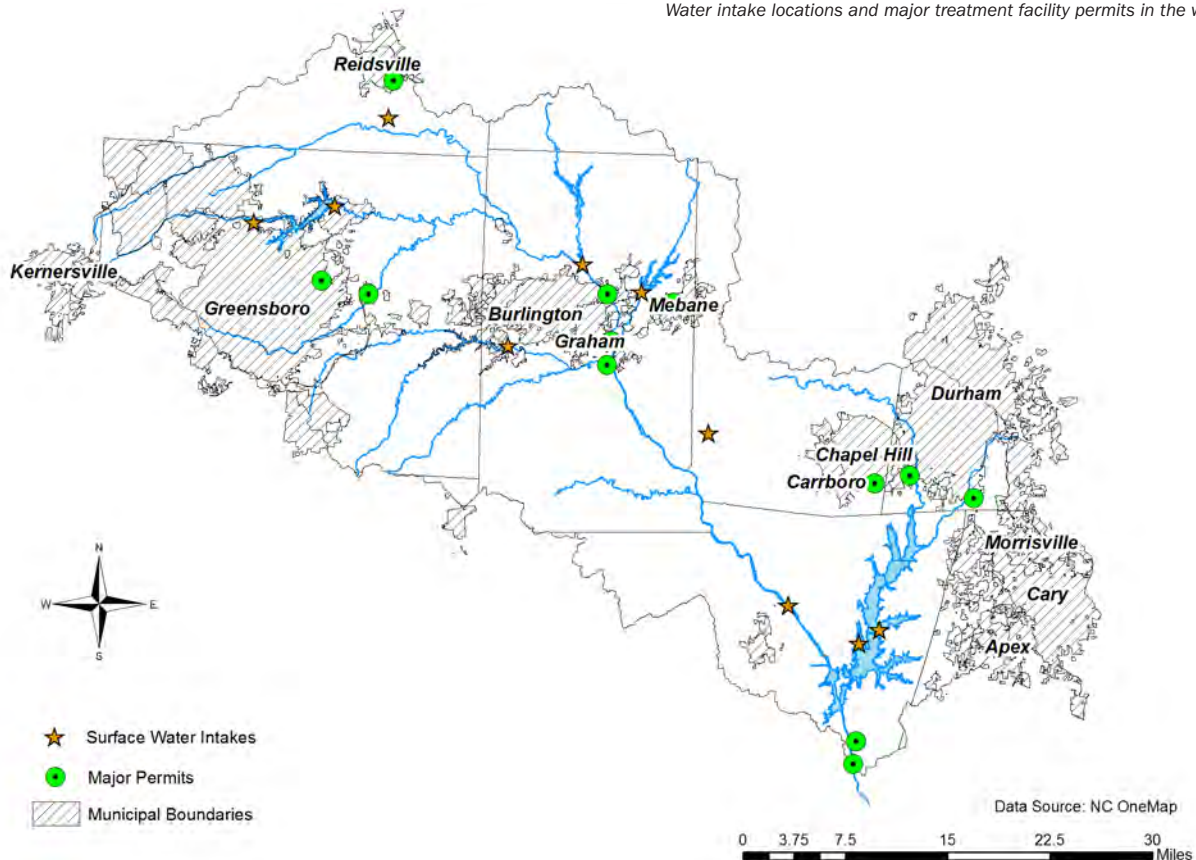 Water intake locations and major treatment facility permits in the w
Reidsville
Kernersville
Greensboro
Burlington
Mebane
Graham
Durham
Chapel Hill
Carrboro
Morrisville
Cary
Apex
N
W E
S
Surface Water Intakes
Major Permits
Municipal Boundaries
Data Source: NC OneMap
0 3.75 7.5 15 22.5 30
Miles